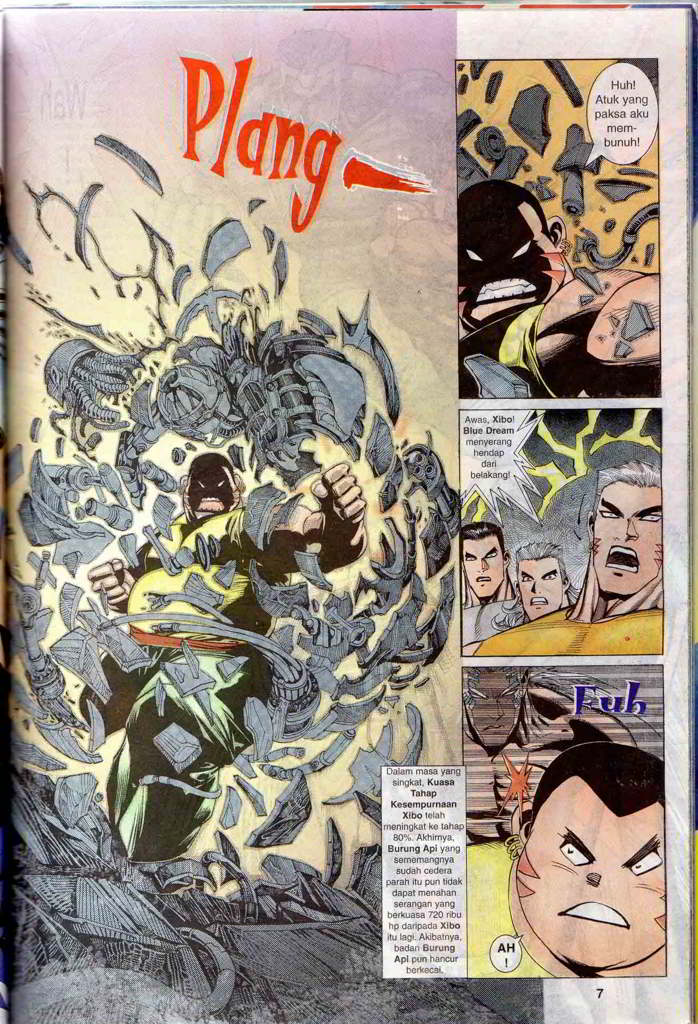 Plang
Huh!
Atuk yang
paksa aku
mem-
bunuh!
Awas, Xibo!
Blue Dream
menyerang
hendap
dari
belakang!
Fuh
Dalam masa yang
singkat, Kuasa
Tahap
Kesempurnaan
Xibo telah
meningkat ke tahap
80%. Akhirnya,
Burung Api yang
sememangnya
sudah cedera
parah itu pun tidak
dapat menahan
serangan yang
berkuasa 720 ribu
hp daripada Xibo
itu lagi. Akibatnya,
badan Burung
Api pun hancur
berkecai.
AH
!
7